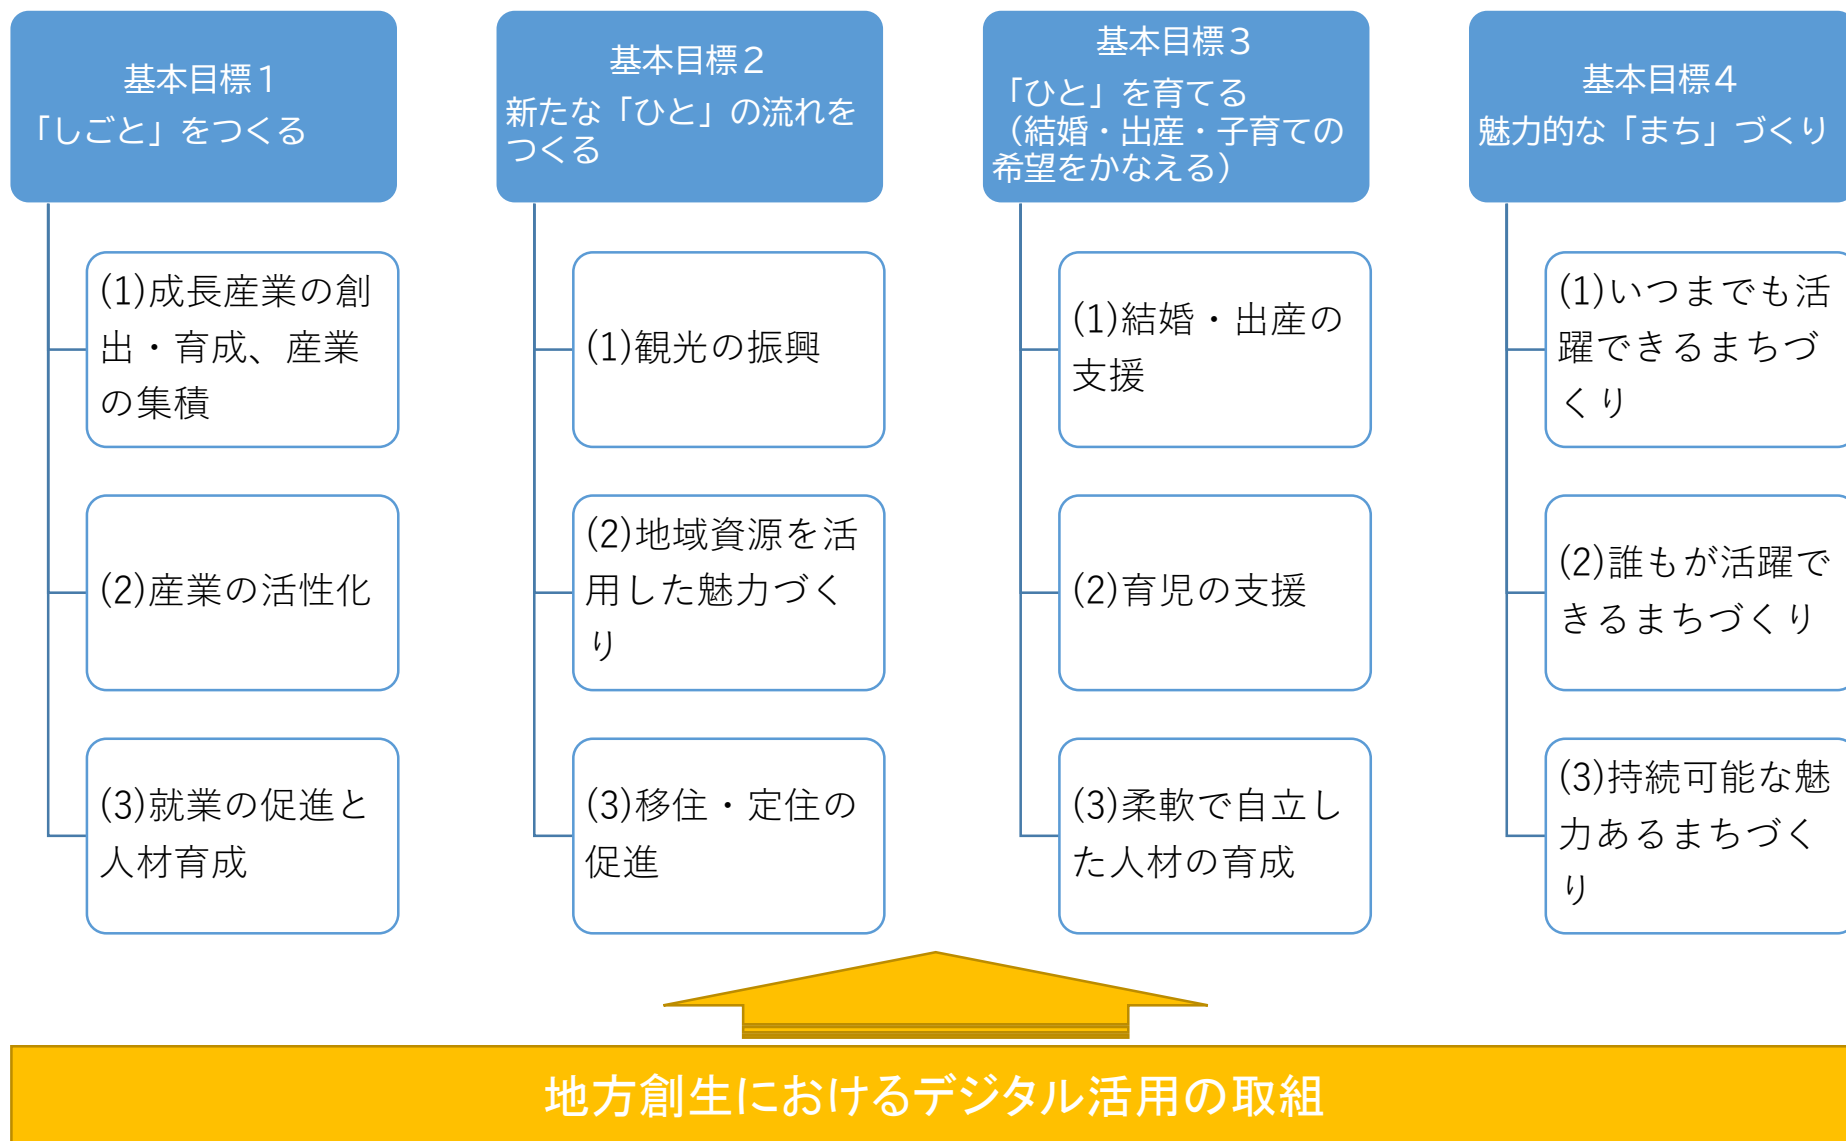 基本目標１
「しごと」をつくる
(1)成長産業の創
出・育成、産業
の集積
(2)産業の活性化
(3)就業の促進と
人材育成
基本目標２
新たな「ひと」の流れを
つくる
(1)観光の振興
(2)地域資源を活
用した魅力づく
り
(3)移住・定住の
促進
基本目標３
「ひと」を育てる
（結婚・出産・子育ての
希望をかなえる）
(1)結婚・出産の
支援
(2)育児の支援
(3)柔軟で自立し
た人材の育成
基本目標４
魅力的な「まち」づくり
(1)いつまでも活
躍できるまちづ
くり
(2)誰もが活躍で
きるまちづくり
(3)持続可能な魅
力あるまちづく
り
地方創生におけるデジタル活用の取組